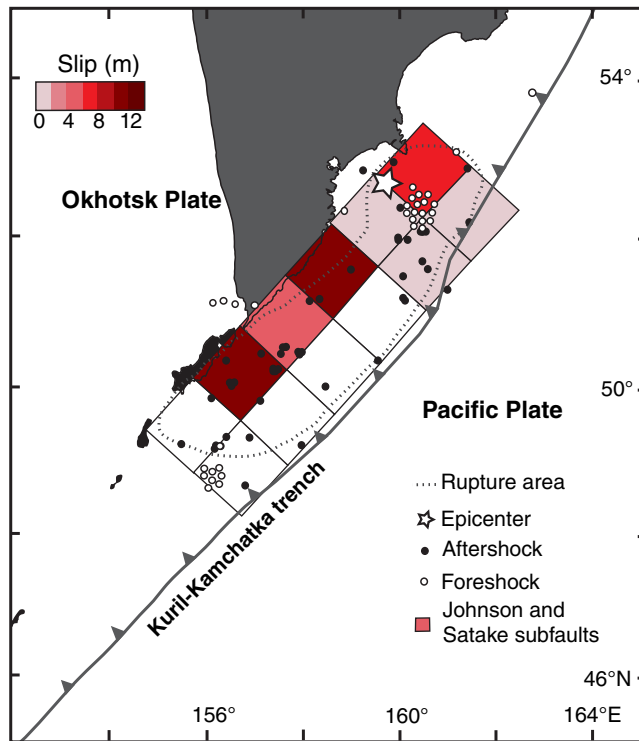 54°
Slip (m)
0 4 8 12
Okhotsk Plate
50°
Pacific Plate
Kuril-Kamchatka trench
Rupture area
Epicenter
Aftershock
Foreshock
Johnson and
Satake subfaults
46°N
156° 160° 164°E